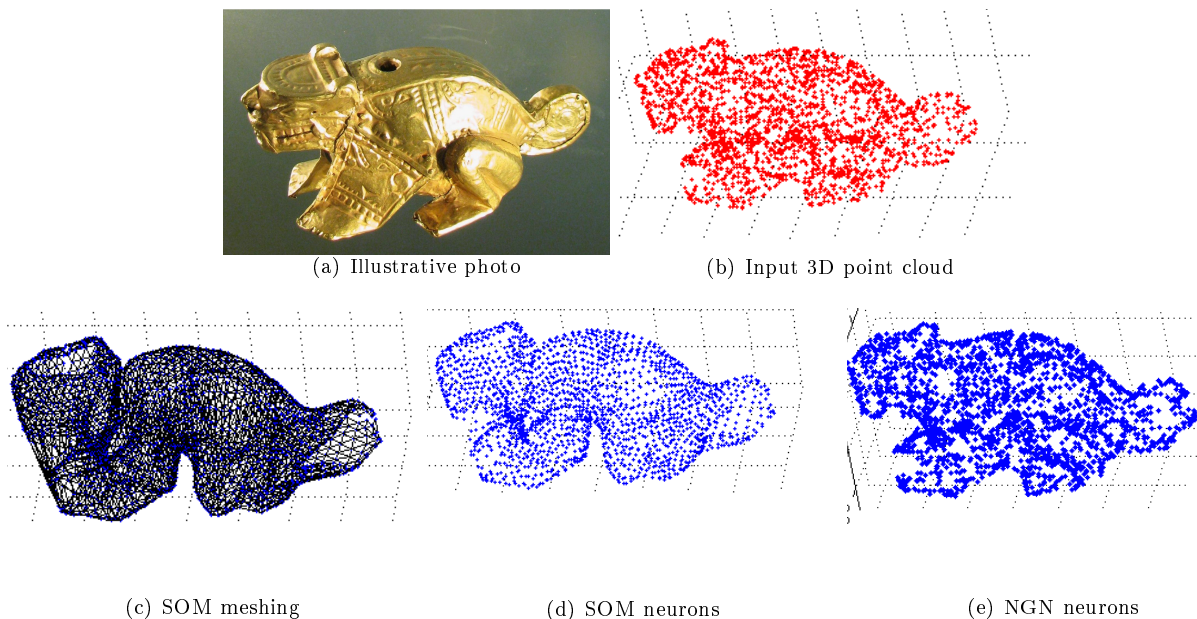 (a) Illustrative photo
(b) Input 3D point cloud
(c) SOM meshing
(d) SOM neurons
(e) NGN neurons